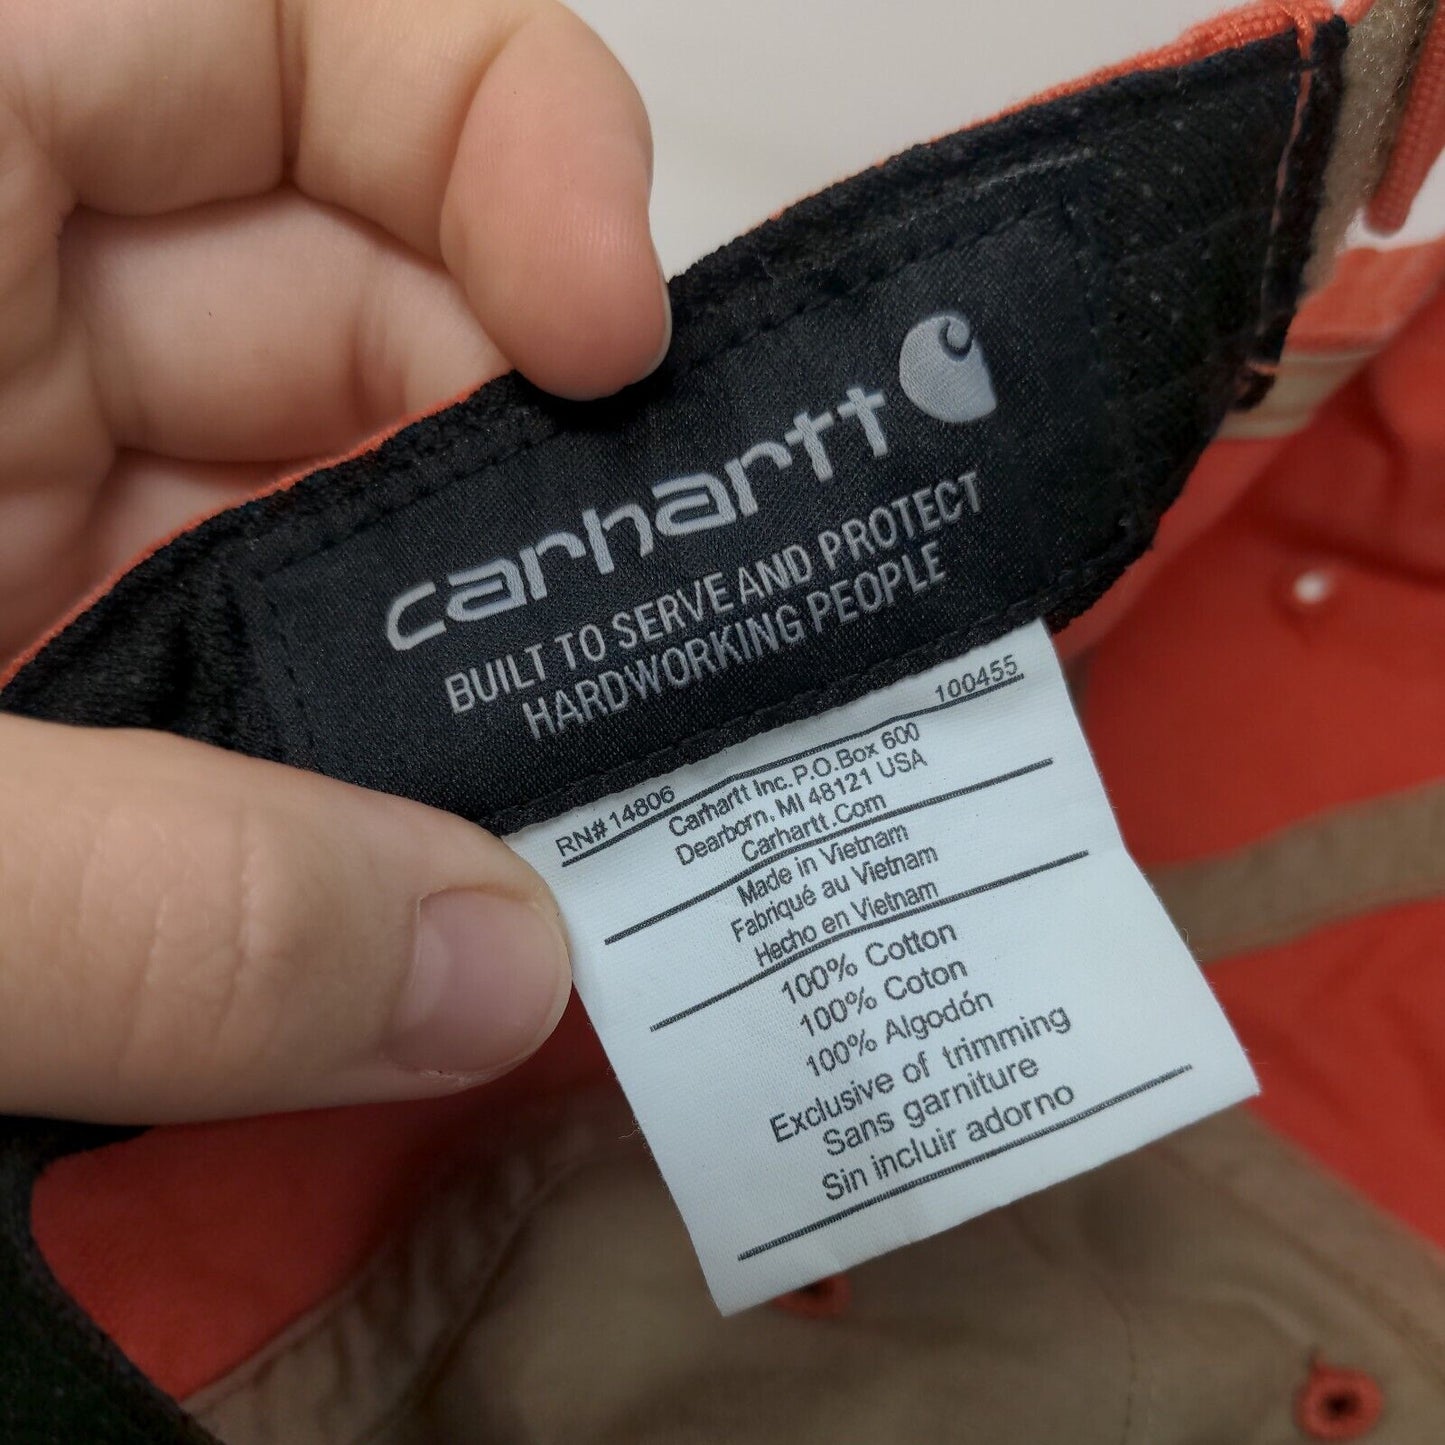 carhartt
BUILT TO SERVE AND PROTECT
HARDWORKING PEOPLE
RN# 14806 100455
Carhartt Inc. P.O.Box 600
Dearborn, MI 48121 USA
Carhartt.Com
Made in Vietnam
Fabriqué au Vietnam
Hecho en Vietnam
100% Cotton
100% Coton
100% Algodón
Exclusive of trimming
Sans garniture
Sin incluir adorno